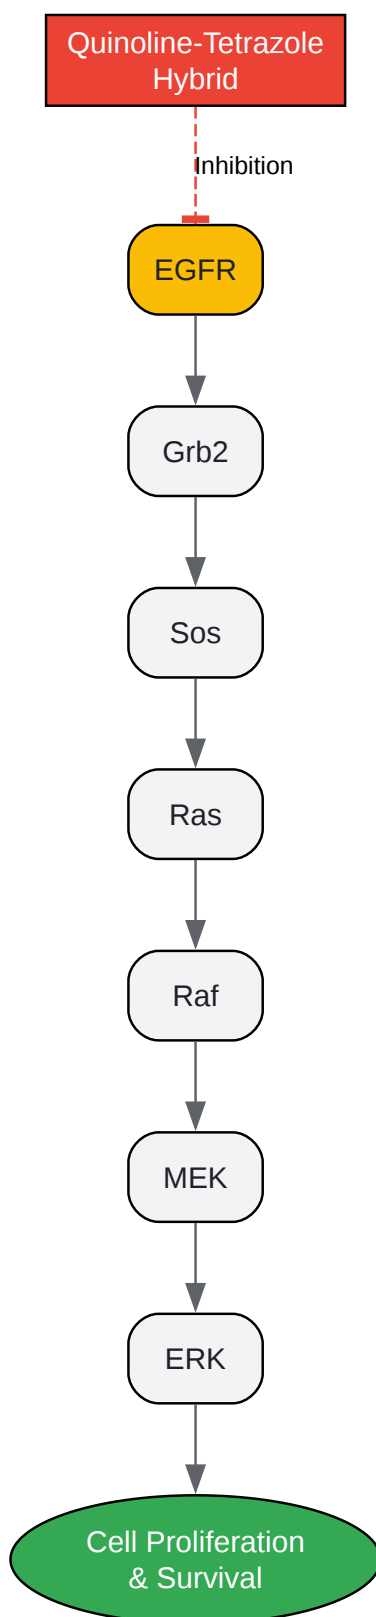 Quinoline-Tetrazole
Hybrid
Inhibition
EGFR
Grb2
Sos
Ras
Raf
MEK
ERK
Cell Proliferation
& Survival